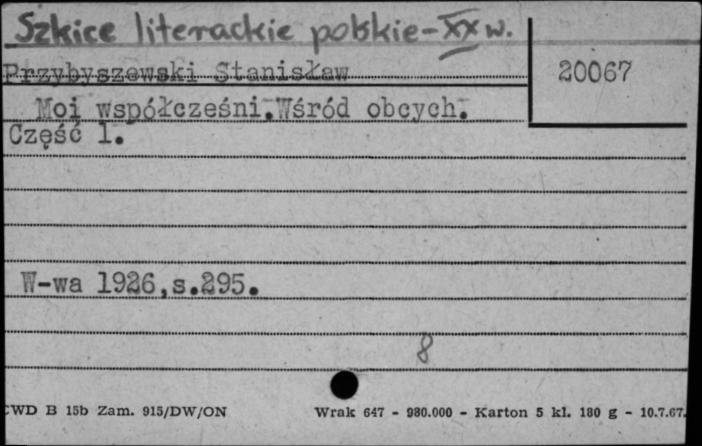 Szkice literackie polskie-XX w.
Przybyszewski Stanisław
20067
Moi współcześni.Wśród obcych.
Część 1.
W-wa 1926,s.295.
8
CWD B 15b Zam. 915/DW/ON Wrak 647 - 980.000 - Karton 5 kl. 180 g - 10.7.67.